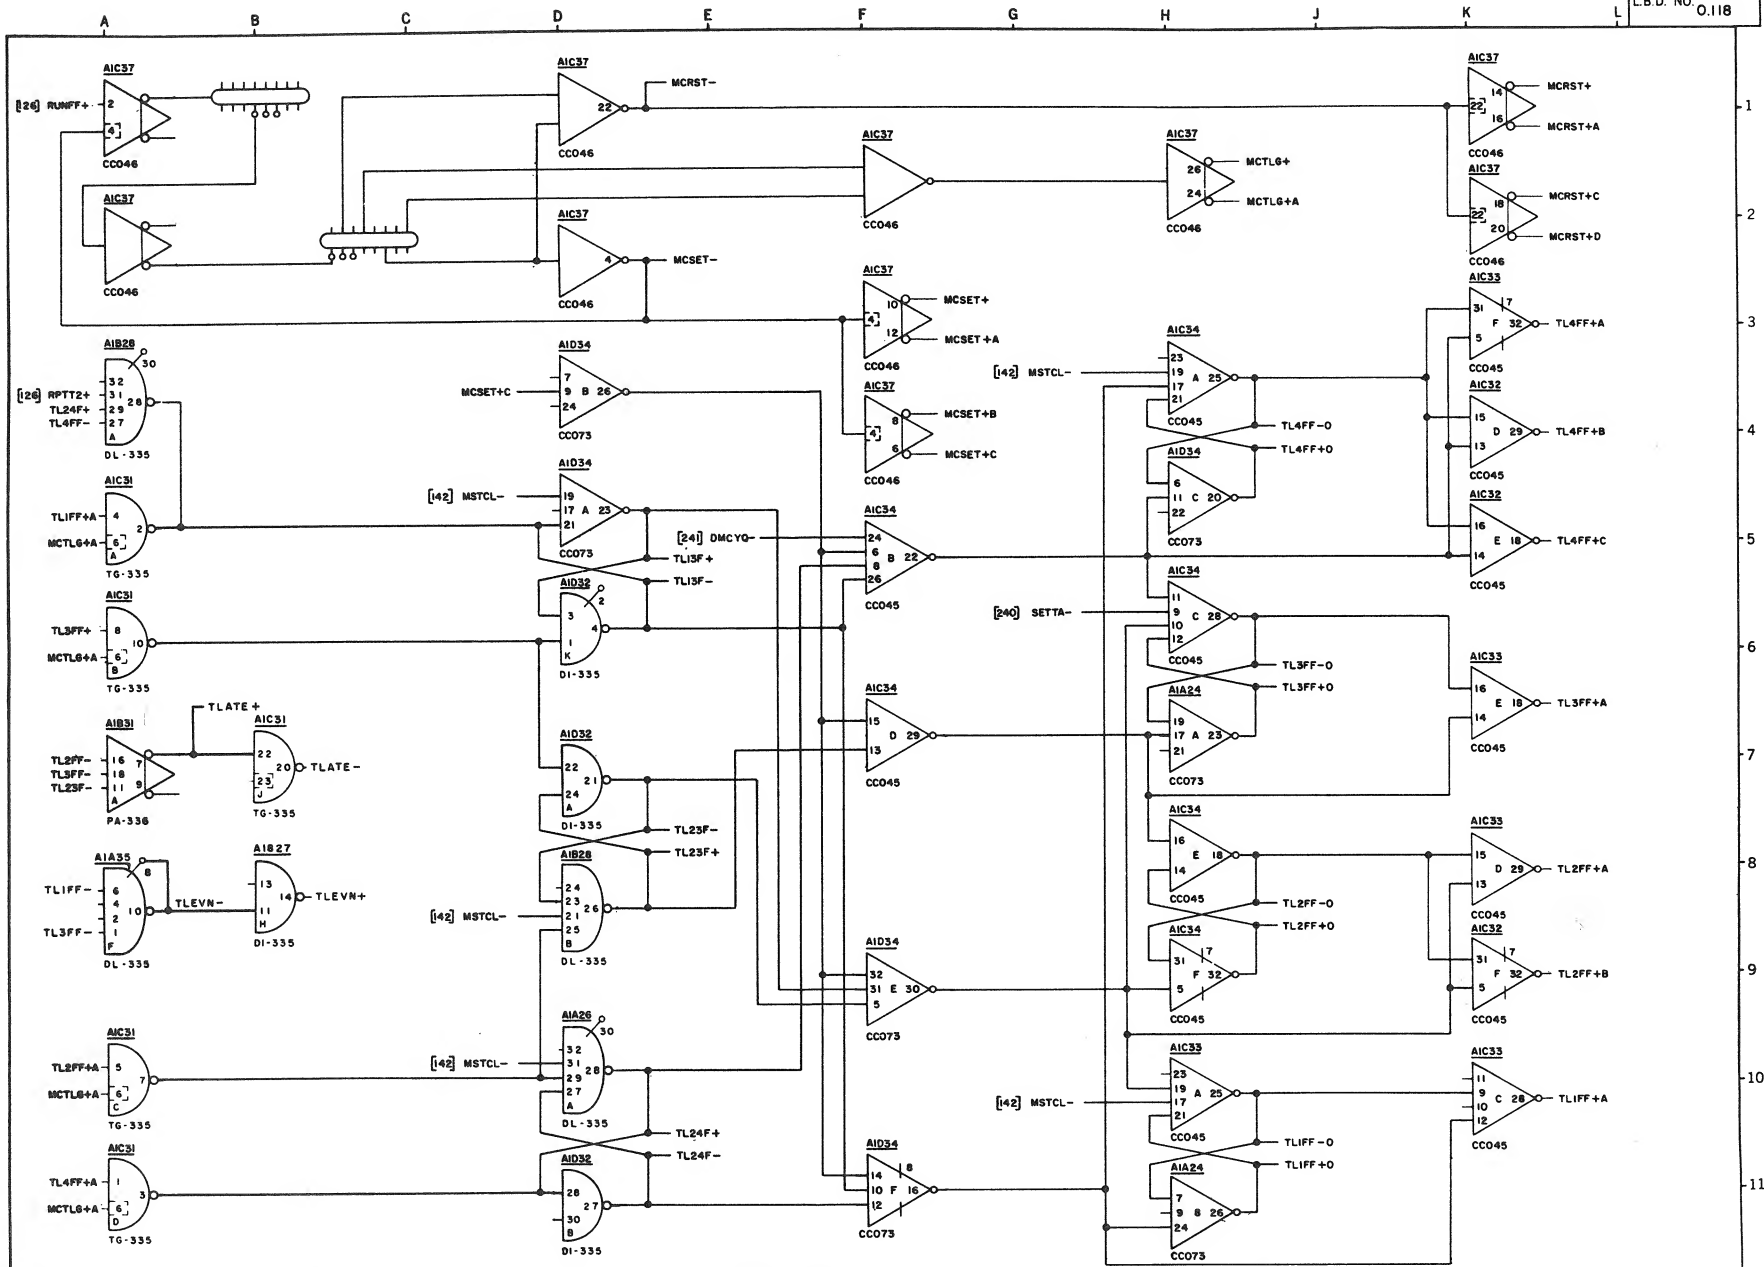 L.B.D. NO. 0.118
A B C D E F G H J K L
1
2
3
4
5
6
7
8
9
10
11
A1C37
[126] RUNFF+ 2
4
CC046
A1C37
CC046
A1C37
22
MCRST-
CC046
A1C37
4
MCSET-
CC046
A1C37
CC046
A1C37
26 MCTLG+
24 MCTLG+A
CC046
A1C37
22 14 MCRST+
16 MCRST+A
CC046
A1C37
22 18 MCRST+C
20 MCRST+D
CC046
A1C37
10 MCSET+
4
12 MCSET+A
CC046
A1C37
8 MCSET+B
4
6 MCSET+C
CC046
A1B28
30
32
[126] RPTT2+ 31 28
TL24F+ 29
TL4FF- 27
A
DL-335
A1C31
TL1FF+A 4
2
MCTLG+A 6
A
TG-335
A1C31
TL3FF+ 8
10
MCTLG+A 6
B
TG-335
A1B31
TLATE+
TL2FF- 16 7
TL3FF- 18
TL23F- 11 9
A
PA-336
A1C31
22
20 TLATE-
23
J
TG-335
A1A35
8
TL1FF- 6
4
10 TLEVN-
2
TL3FF- 1
F
DL-335
A1B27
13
14 TLEVN+
11
H
DI-335
A1C31
TL2FF+A 5
7
MCTLG+A 6
C
TG-335
A1C31
TL4FF+A 1
3
MCTLG+A 6
D
TG-335
A1D34
7
MCSET+C 9 B 26
24
CC073
A1D34
[142] MSTCL- 19
17 A 23
21
CC073
TL13F+
TL13F-
A1D32
2
3
4
1
K
DI-335
A1D32
22
21
24
A
DI-335
TL23F-
TL23F+
A1B28
24
23
26
[142] MSTCL- 21
25
B
DL-335
A1A26
30
32
[142] MSTCL- 31
28
29
27
A
DL-335
TL24F+
TL24F-
A1D32
28
27
30
B
DI-335
A1C34
[241] DMCYQ- 24
6
B 22
8
26
CC045
A1C34
15
D 29
13
CC045
A1D34
32
31 E 30
5
CC073
A1D34
8
14
10 F 16
12
CC073
A1C34
23
[142] MSTCL- 19
A 25
17
21
CC045
TL4FF-0
TL4FF+0
A1D34
6
11 C 20
22
CC073
A1C34
11
[240] SETTA- 9
C 28
10
12
CC045
TL3FF-0
TL3FF+0
A1A24
19
17 A 23
21
CC073
A1C34
16
E 18
14
CC045
TL2FF-0
TL2FF+0
A1C34
7
31
F 32
5
CC045
A1C33
23
19
A 25
[142] MSTCL- 17
21
CC045
TL1FF-0
TL1FF+0
A1A24
7
9 B 26
24
CC073
A1C33
7
31
F 32 TL4FF+A
5
CC045
A1C32
15
D 29 TL4FF+B
13
CC045
A1C32
16
E 18 TL4FF+C
14
CC045
A1C33
16
E 18 TL3FF+A
14
CC045
A1C33
15
D 29 TL2FF+A
13
CC045
A1C32
7
31
F 32 TL2FF+B
5
CC045
A1C33
11
9
C 28 TL1FF+A
10
12
CC045